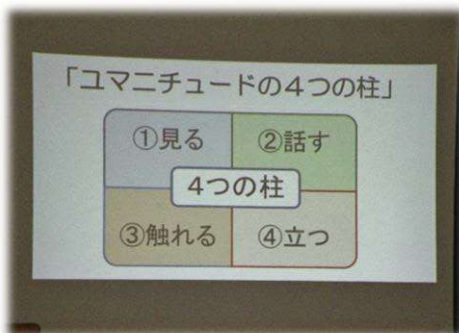 「ユマニチュードの4つの柱」
①見る
②話す
4つの柱
③触れる
④立つ